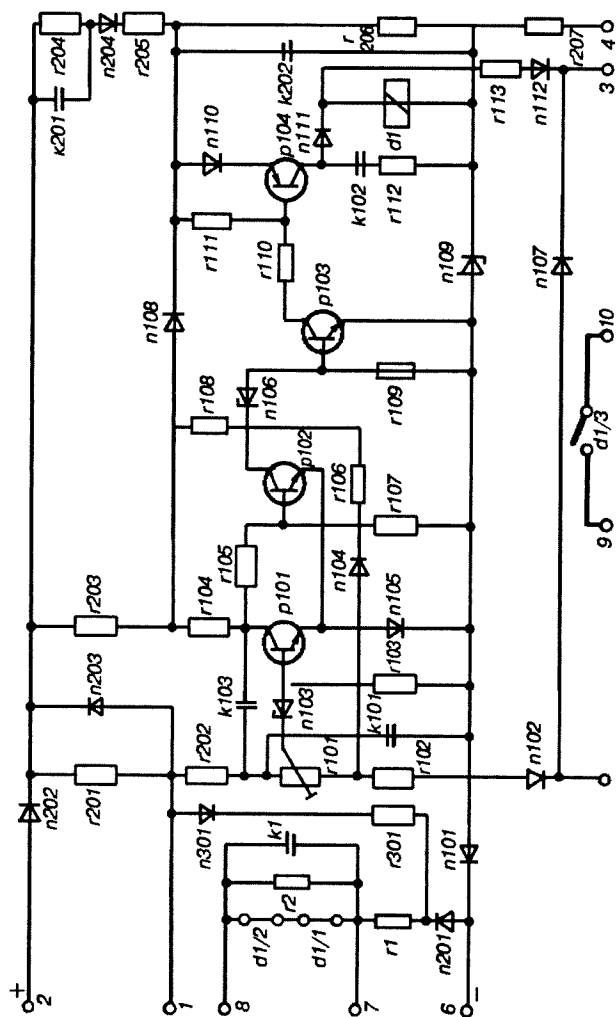 +
2
n202
r201
n203
r203
k201
r204
n204
r205
1
n301
r202
r104
n108
r108
r111
n110
k202
r
206
r207
8
k1
r2
d1/2
d1/1
k103
r105
p101
p102
n106
r110
p104
n111
p103
7
r1
r301
r101
n103
r102
k101
r103
n104
n105
r106
r107
r109
k102
r112
d1
r113
n112
6
–
n201
n101
n102
n109
n107
3
4
9
d1/3
10